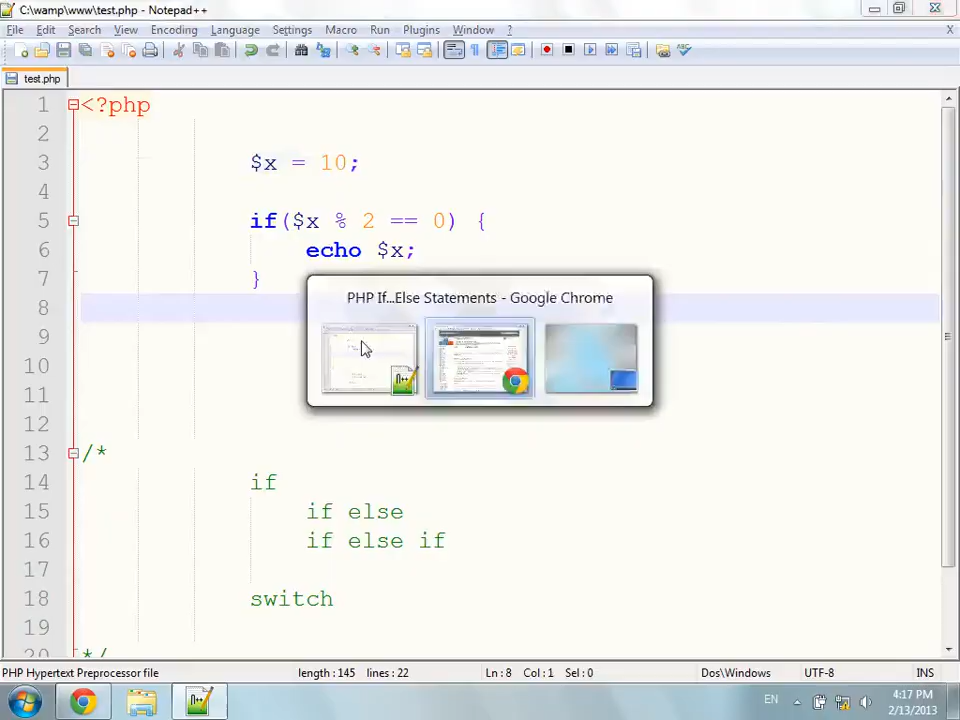 C:\wamp\www\test.php - Notepad++
File Edit Search View Encoding Language Settings Macro Run Plugins Window ? X
test.php
1 <?php
2
3 $x = 10;
4
5 if($x % 2 == 0) {
6 echo $x;
7 }
PHP If...Else Statements - Google Chrome
8
9
10
11
12
13 /*
14 if
15 if else
16 if else if
17
18 switch
19
20 */
PHP Hypertext Preprocessor file length : 145 lines : 22 Ln : 8 Col : 1 Sel : 0 Dos\Windows UTF-8 INS
EN 4:17 PM
2/13/2013